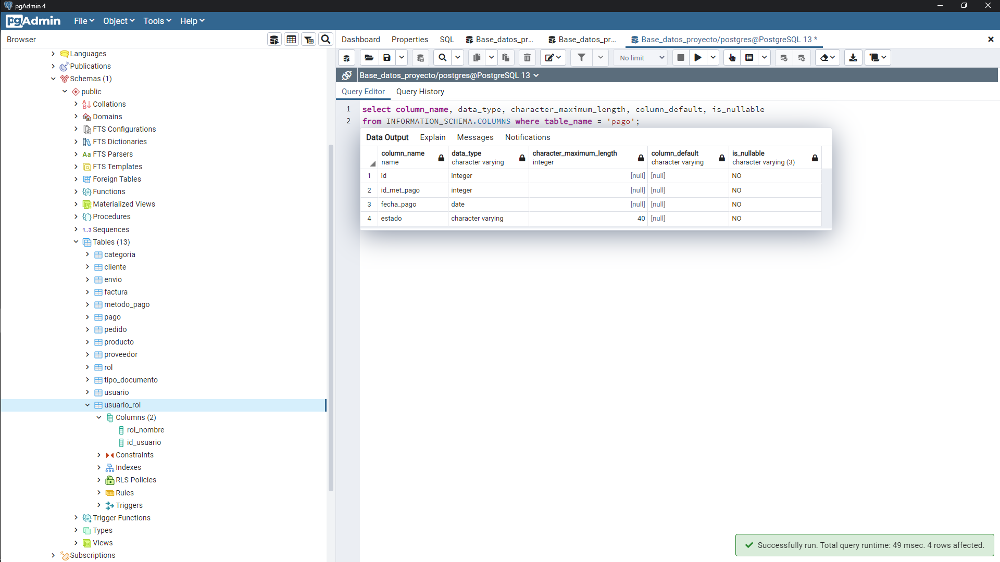 pgAdmin 4
pgAdmin File Object Tools Help
Browser
Dashboard Properties SQL Base_datos_pr... Base_datos_pr... Base_datos_proyecto/postgres@PostgreSQL 13 *
No limit
Base_datos_proyecto/postgres@PostgreSQL 13
Query Editor Query History
1 select column_name, data_type, character_maximum_length, column_default, is_nullable
2 from INFORMATION_SCHEMA.COLUMNS where table_name = 'pago';
Data Output Explain Messages Notifications
column_name data_type character_maximum_length column_default is_nullable
name character varying integer character varying character varying (3)
1 id integer [null] [null] NO
2 id_met_pago integer [null] [null] NO
3 fecha_pago date [null] [null] NO
4 estado character varying 40 [null] NO
Languages
Publications
Schemas (1)
public
Collations
Domains
FTS Configurations
FTS Dictionaries
Aa FTS Parsers
FTS Templates
Foreign Tables
Functions
Materialized Views
Procedures
1..3 Sequences
Tables (13)
categoria
cliente
envio
factura
metodo_pago
pago
pedido
producto
proveedor
rol
tipo_documento
usuario
usuario_rol
Columns (2)
rol_nombre
id_usuario
Constraints
Indexes
RLS Policies
Rules
Triggers
Trigger Functions
Types
Views
Subscriptions
Successfully run. Total query runtime: 49 msec. 4 rows affected.